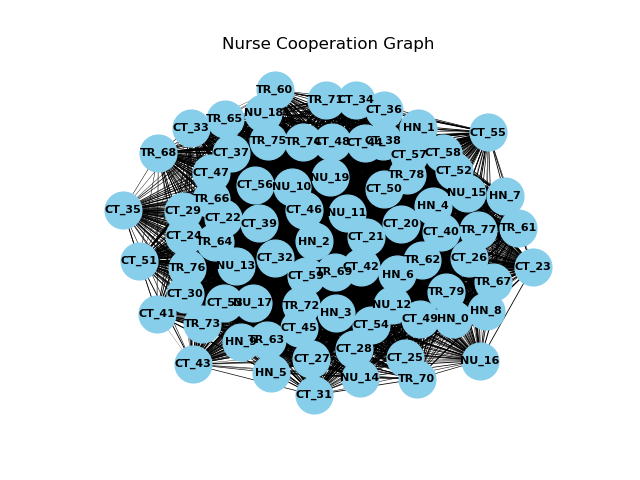 Nurse Cooperation Graph
TR_60
TR_71
CT_34
NU_18
CT_36
TR_65
CT_33
HN_1
CT_55
TR_75
TR_74
CT_48
CT_38
TR_68
CT_37
CT_57
CT_58
CT_47
CT_52
TR_78
NU_19
CT_56
NU_10
CT_50
NU_15
HN_7
TR_66
HN_4
CT_35
CT_29
CT_46
NU_11
CT_22
CT_39
CT_20
TR_61
CT_40
TR_77
CT_24
CT_21
TR_64
HN_2
CT_32
TR_62
CT_26
CT_51
NU_13
CT_42
CT_23
TR_76
TR_69
HN_6
TR_67
CT_30
TR_79
NU_17
TR_72
NU_12
HN_8
CT_41
HN_3
CT_49
HN_0
TR_73
CT_54
CT_45
TR_63
CT_28
CT_27
CT_25
NU_16
CT_43
HN_5
NU_14
TR_70
CT_31